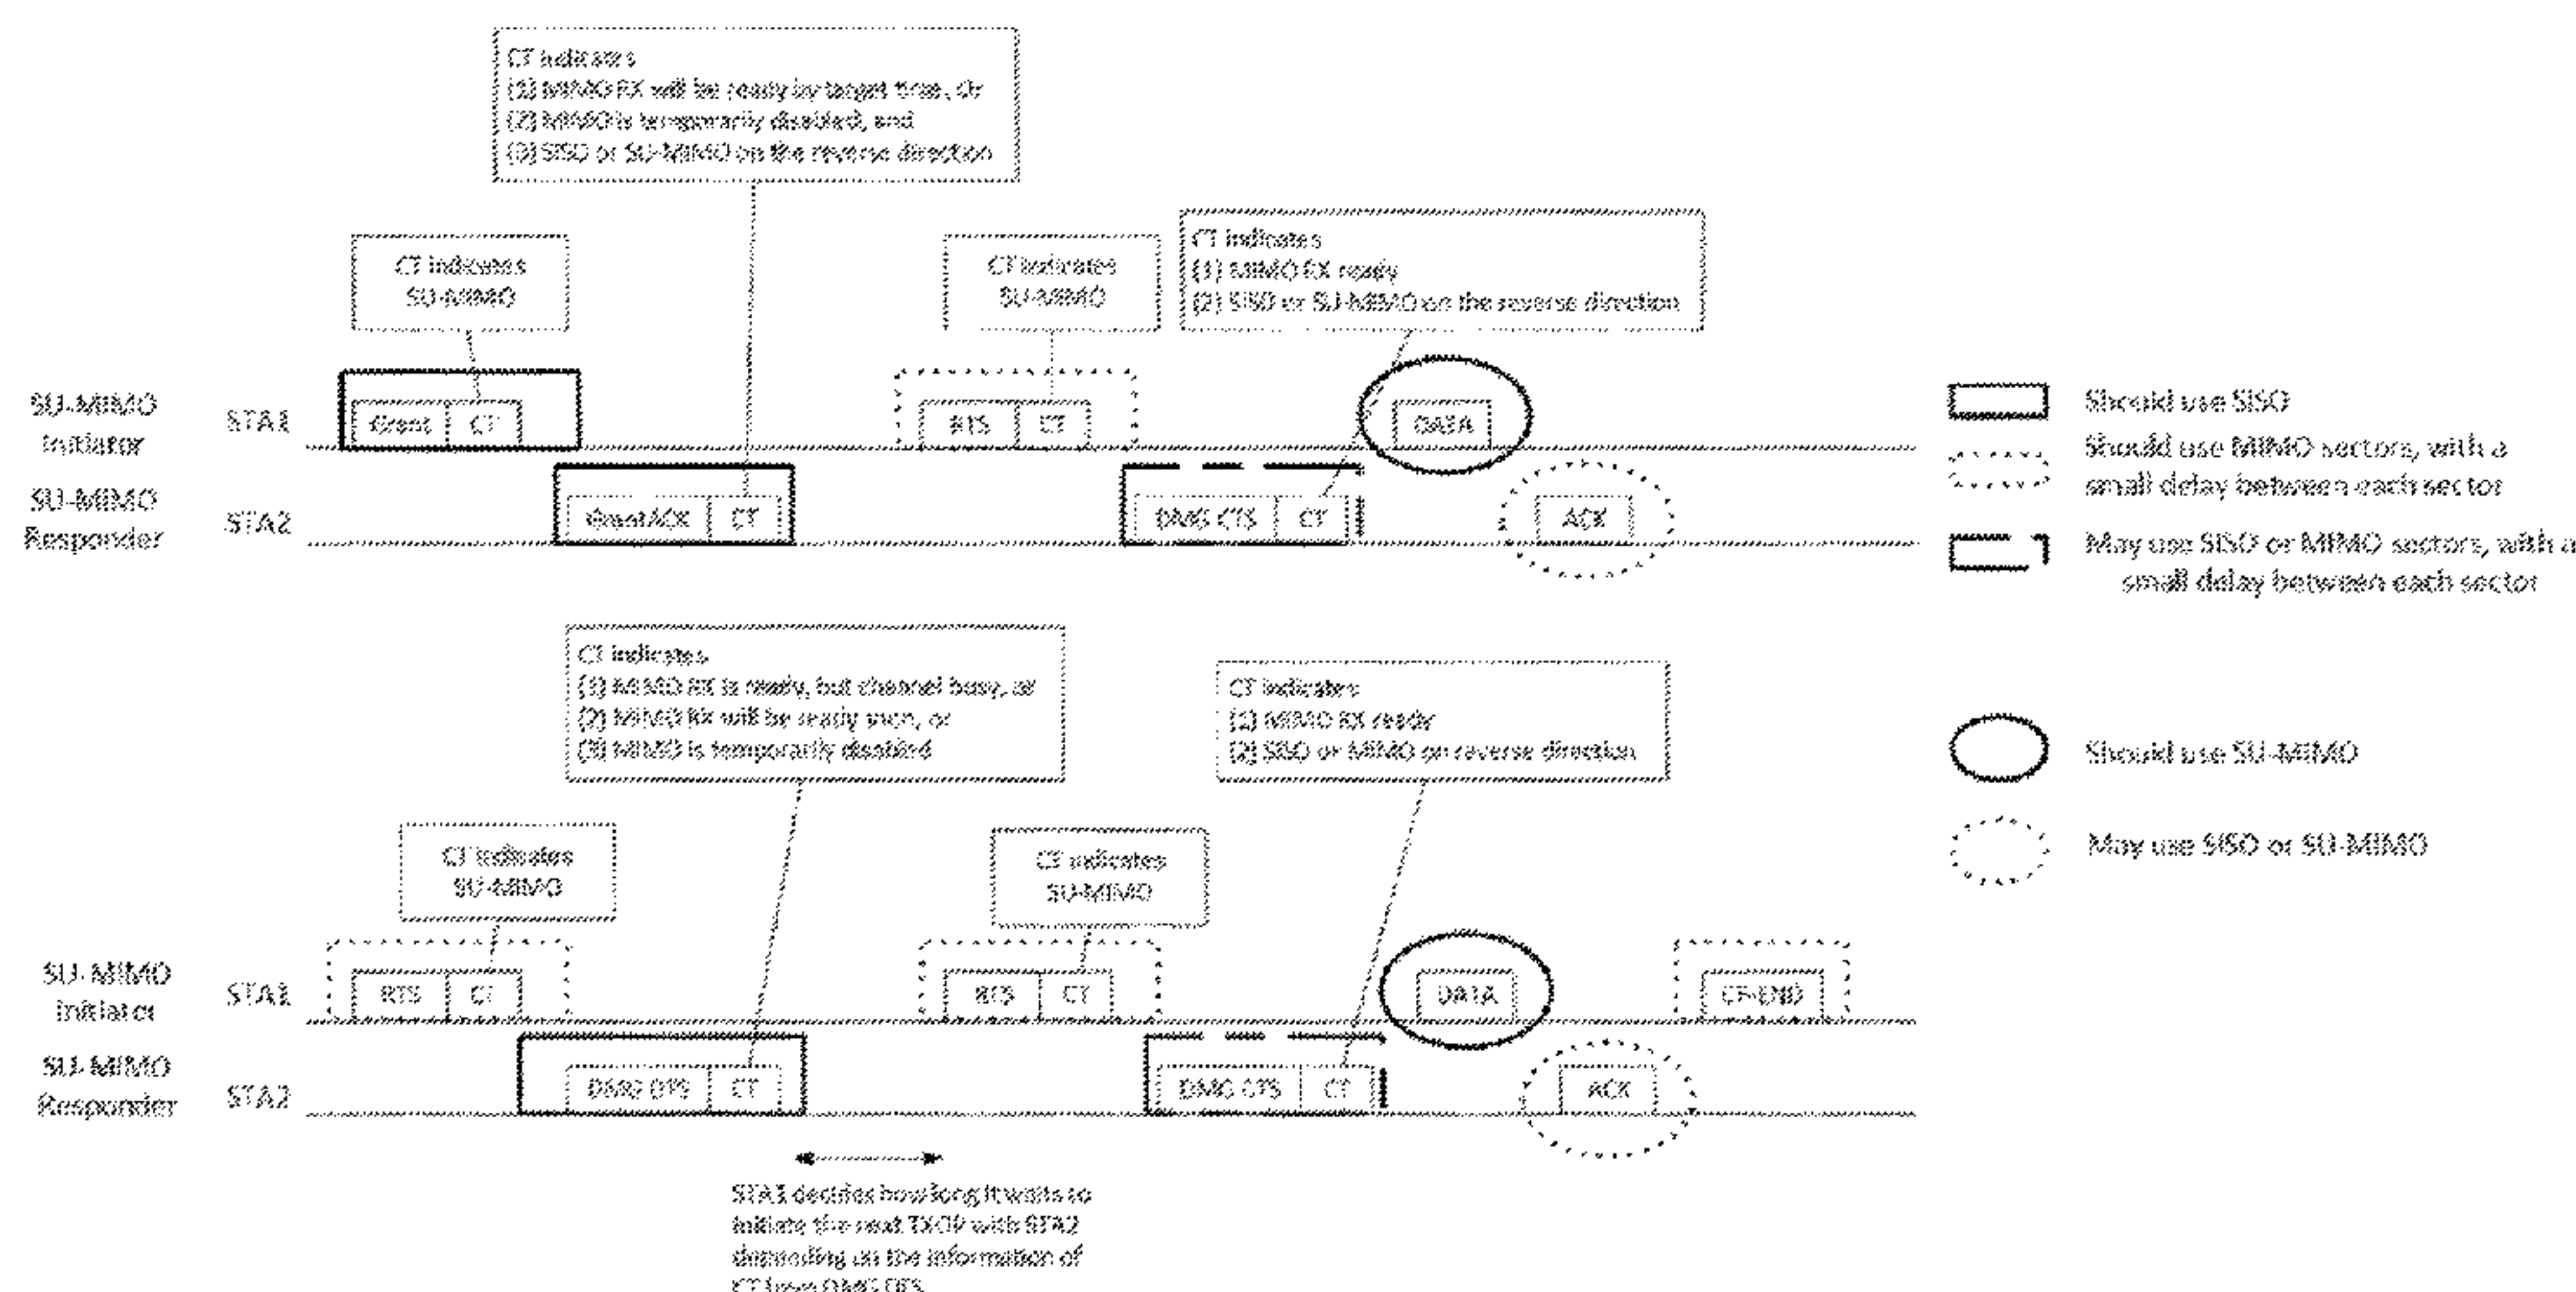 CT indicates
(1) MIMO RX will be ready by target time, Or
(2) MIMO is temporarily disabled, and
(3) SISO or SU-MIMO on the reverse direction
CT indicates
SU-MIMO
CT indicates
SU-MIMO
CT indicates
(1) MIMO RX ready
(2) SISO or SU-MIMO on the reverse direction
SU-MIMO
Initiator
STA1
Grant
CT
RTS
CT
DATA
SU-MIMO
Responder
STA2
GrantACK
CT
DMG CTS
CT
ACK
Should use SISO
Should use MIMO sectors, with a
small delay between each sector
May use SISO or MIMO sectors, with a
small delay between each sector
CT indicates
(1) MIMO RX is ready, but channel busy, or
(2) MIMO RX will be ready soon, or
(3) MIMO is temporarily disabled
CT indicates
(1) MIMO RX ready
(2) SISO or MIMO on reverse direction
Should use SU-MIMO
May use SISO or SU-MIMO
CT indicates
SU-MIMO
CT indicates
SU-MIMO
SU-MIMO
Initiator
STA1
RTS
CT
RTS
CT
DATA
CF-END
SU-MIMO
Responder
STA2
DMG DTS
CT
DMG CTS
CT
ACK
STA1 decides how long it waits to
initiate the next TXOP with STA2
depending on the information of
CT from DMG